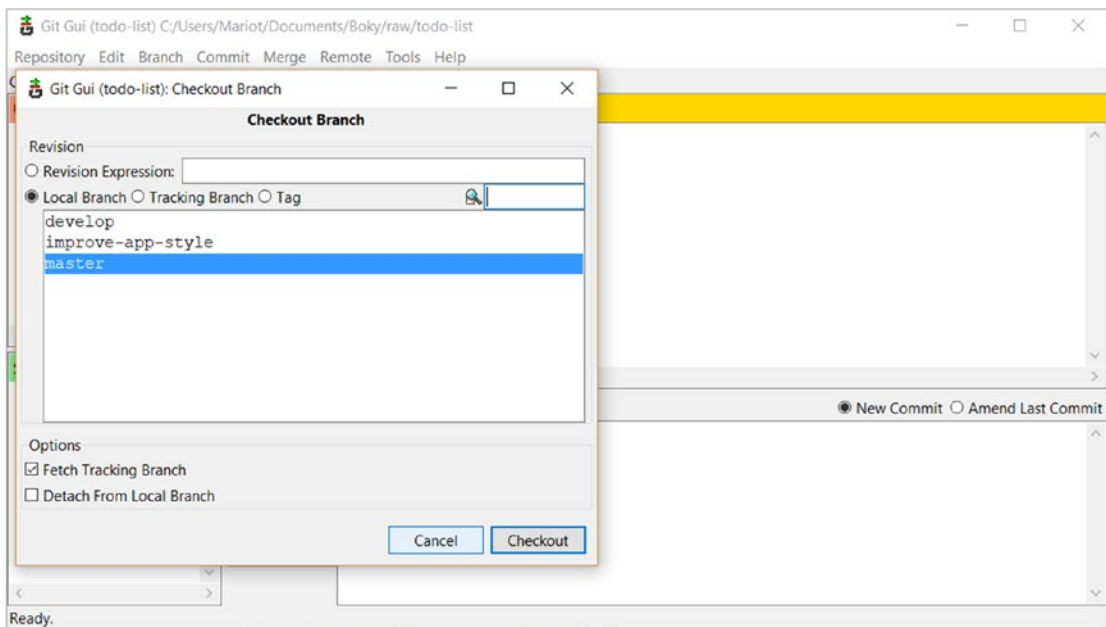 Git Gui (todo-list) C:/Users/Mariot/Documents/Boky/raw/todo-list
Repository Edit Branch Commit Merge Remote Tools Help
Git Gui (todo-list): Checkout Branch
Checkout Branch
Revision
Revision Expression:
Local Branch Tracking Branch Tag
develop
improve-app-style
master
New Commit Amend Last Commit
Options
Fetch Tracking Branch
Detach From Local Branch
Cancel Checkout
Ready.